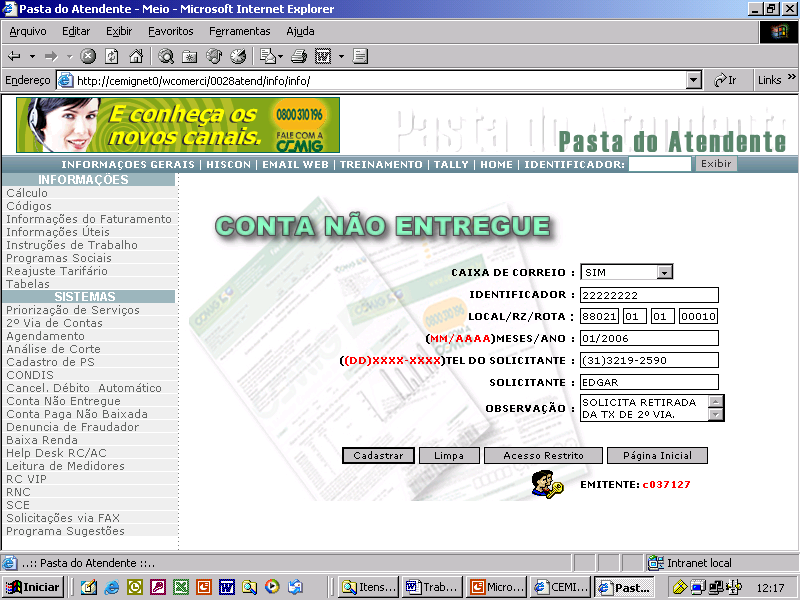 Pasta do Atendente - Meio - Microsoft Internet Explorer
Arquivo Editar Exibir Favoritos Ferramentas Ajuda
Endereço http://cemignet0/wcomerci/0028atend/info/info/ Ir Links »
E conheça os novos canais.
0800 310 196
FALE COM A
CEMIG
Pasta do Atendente
Pasta do Atendente
INFORMAÇOES GERAIS | HISCON | EMAIL WEB | TREINAMENTO | TALLY | HOME | IDENTIFICADOR: Exibir
INFORMAÇÕES
Cálculo
Códigos
Informações do Faturamento
Informações Úteis
Instruções de Trabalho
Programas Sociais
Reajuste Tarifário
Tabelas
SISTEMAS
Priorização de Serviços
2º Via de Contas
Agendamento
Análise de Corte
Cadastro de PS
CONDIS
Cancel. Débito Automático
Conta Não Entregue
Conta Paga Não Baixada
Denuncia de Fraudador
Baixa Renda
Help Desk RC/AC
Leitura de Medidores
RC VIP
RNC
SCE
Solicitações via FAX
Programa Sugestões
CONTA NÃO ENTREGUE
CAIXA DE CORREIO : SIM
IDENTIFICADOR : 22222222
LOCAL/RZ/ROTA : 88021 01 01 00010
(MM/AAAA)MESES/ANO : 01/2006
((DD)XXXX-XXXX)TEL DO SOLICITANTE : (31)3219-2590
SOLICITANTE : EDGAR
OBSERVAÇÃO : SOLICITA RETIRADA
DA TX DE 2º VIA.
Cadastrar Limpa Acesso Restrito Página Inicial
EMITENTE: c037127
..:: Pasta do Atendente ::.. Intranet local
Iniciar Itens... Trab... Micro... CEMI... Past... 12:17